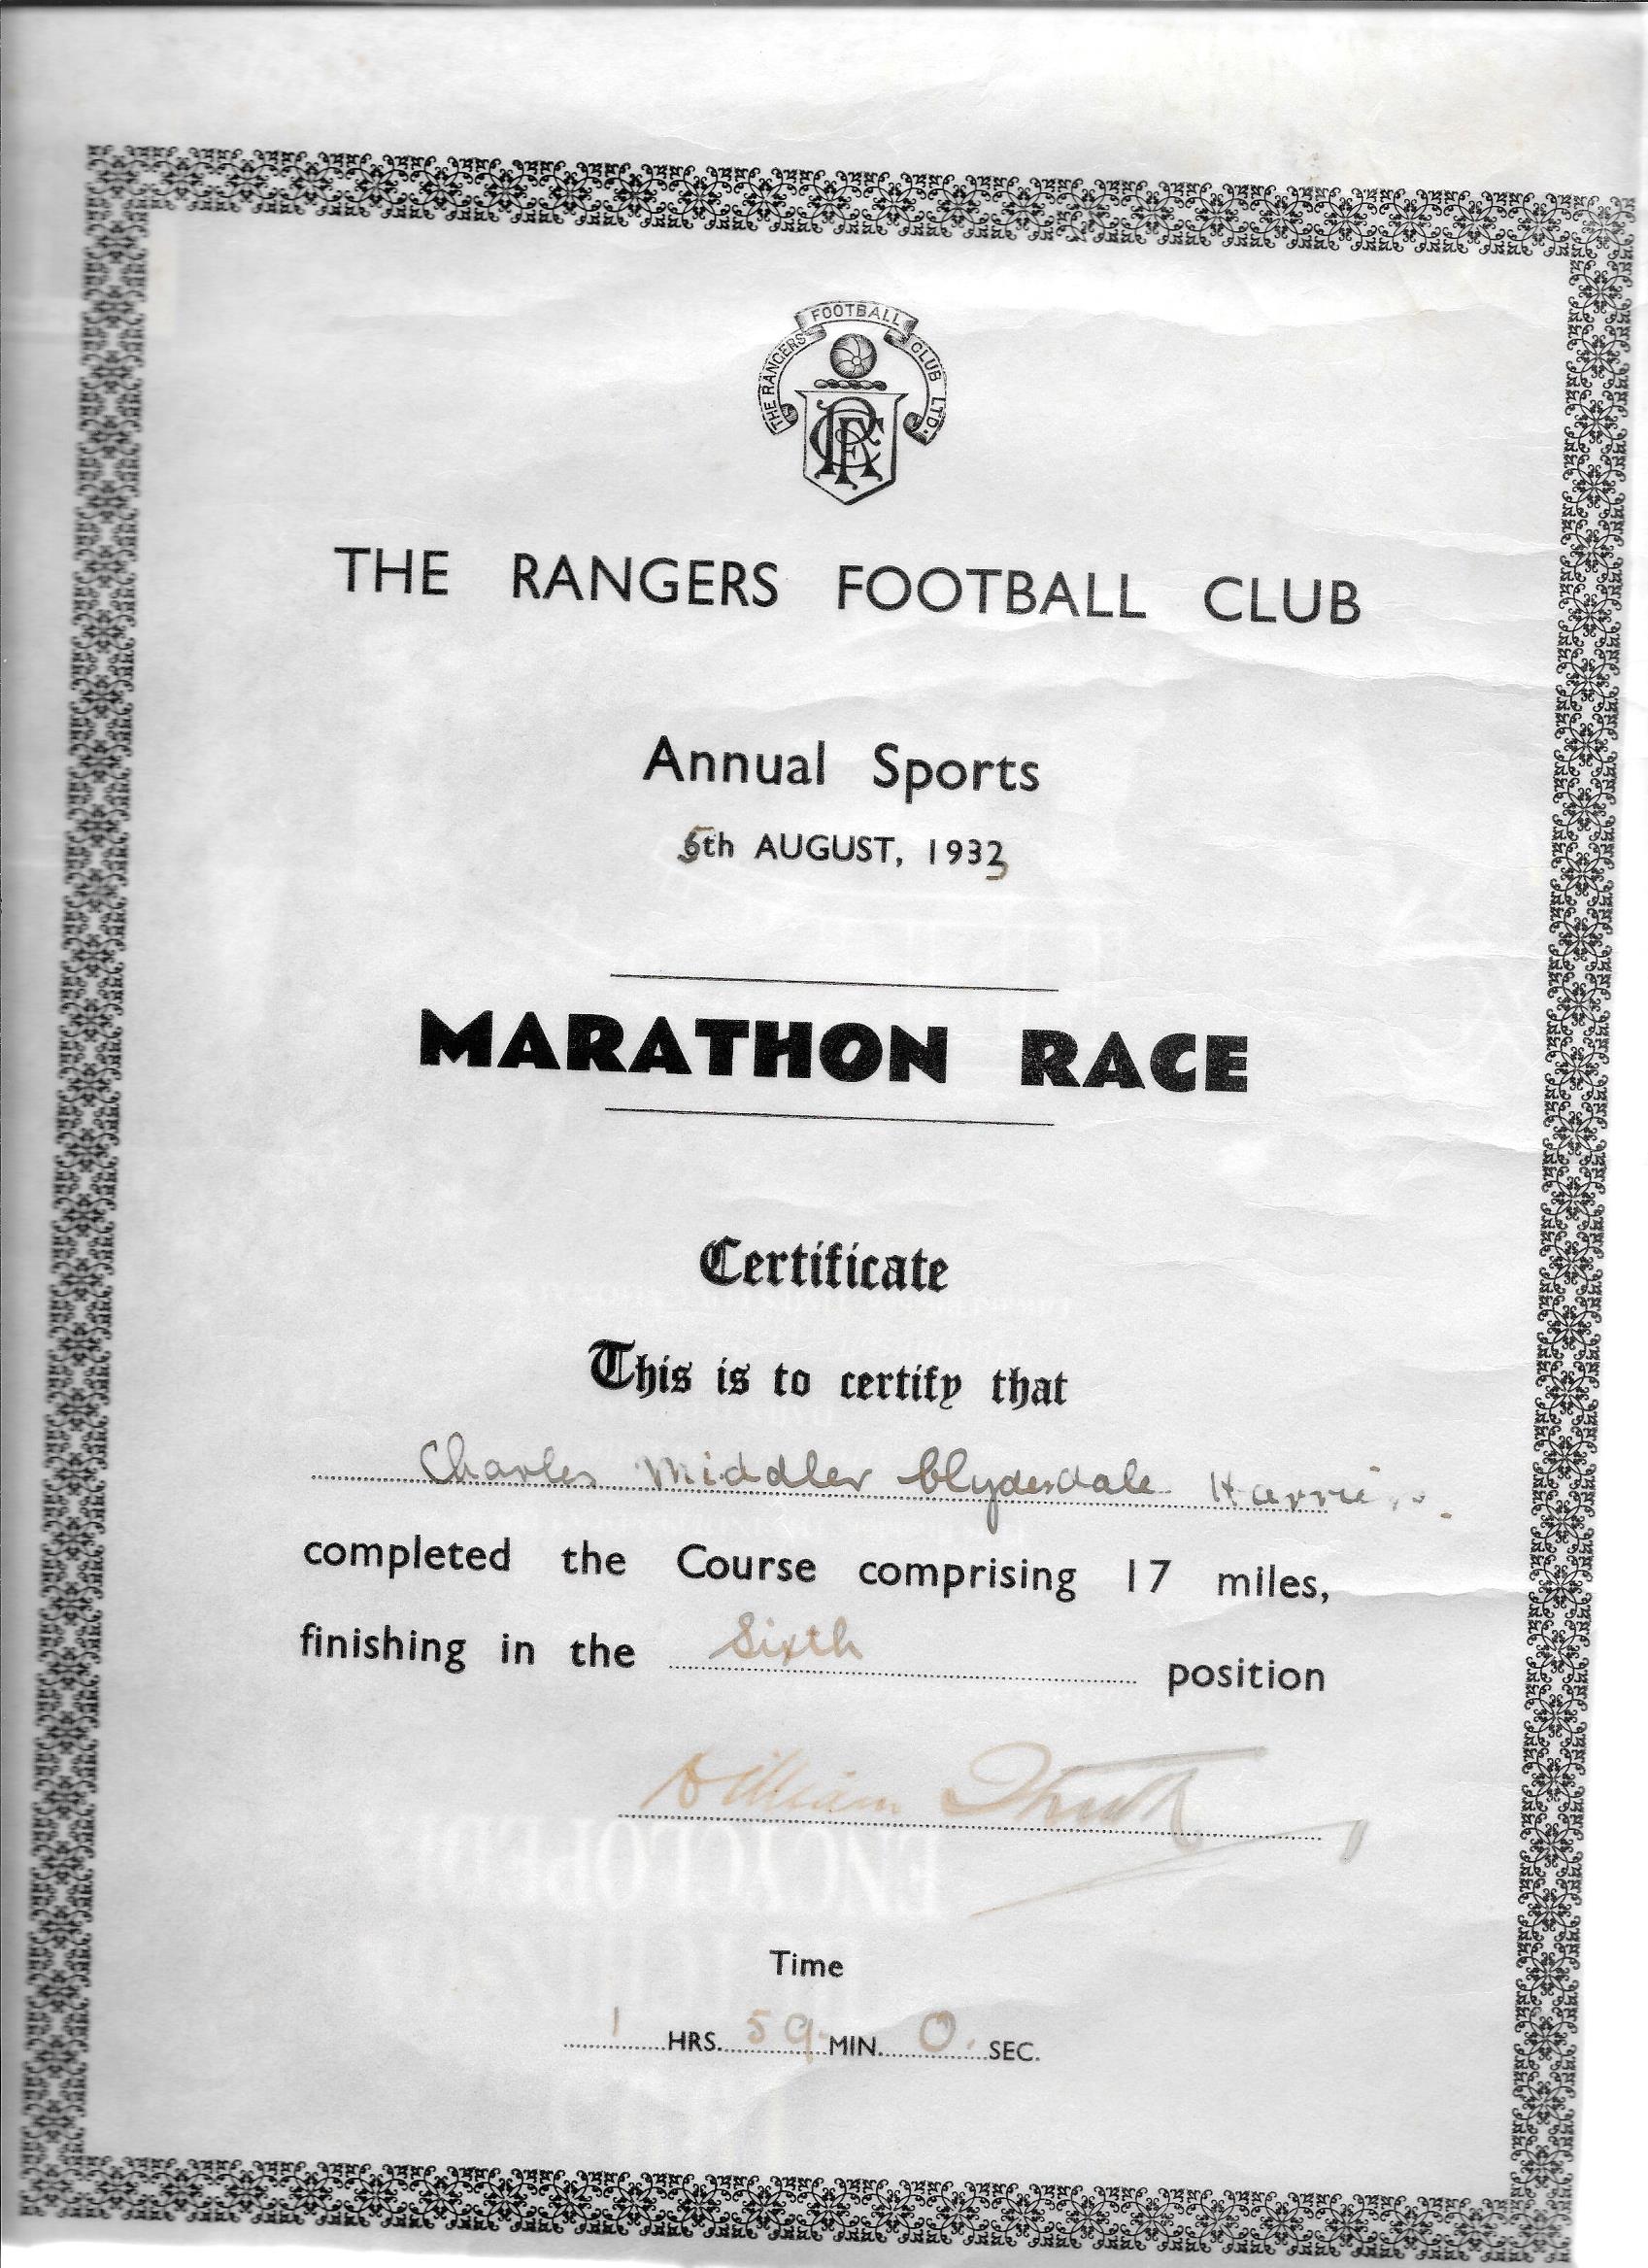 THE RANGERS FOOTBALL CLUB LTD.
RFC
THE RANGERS FOOTBALL CLUB
Annual Sports
5th AUGUST, 1933
MARATHON RACE
Certificate
This is to certify that
Charles Middler Clydesdale Harriers.
completed the Course comprising 17 miles,
finishing in the Sixth position
William Struth
Time
1 HRS. 59 MIN. 0 SEC.